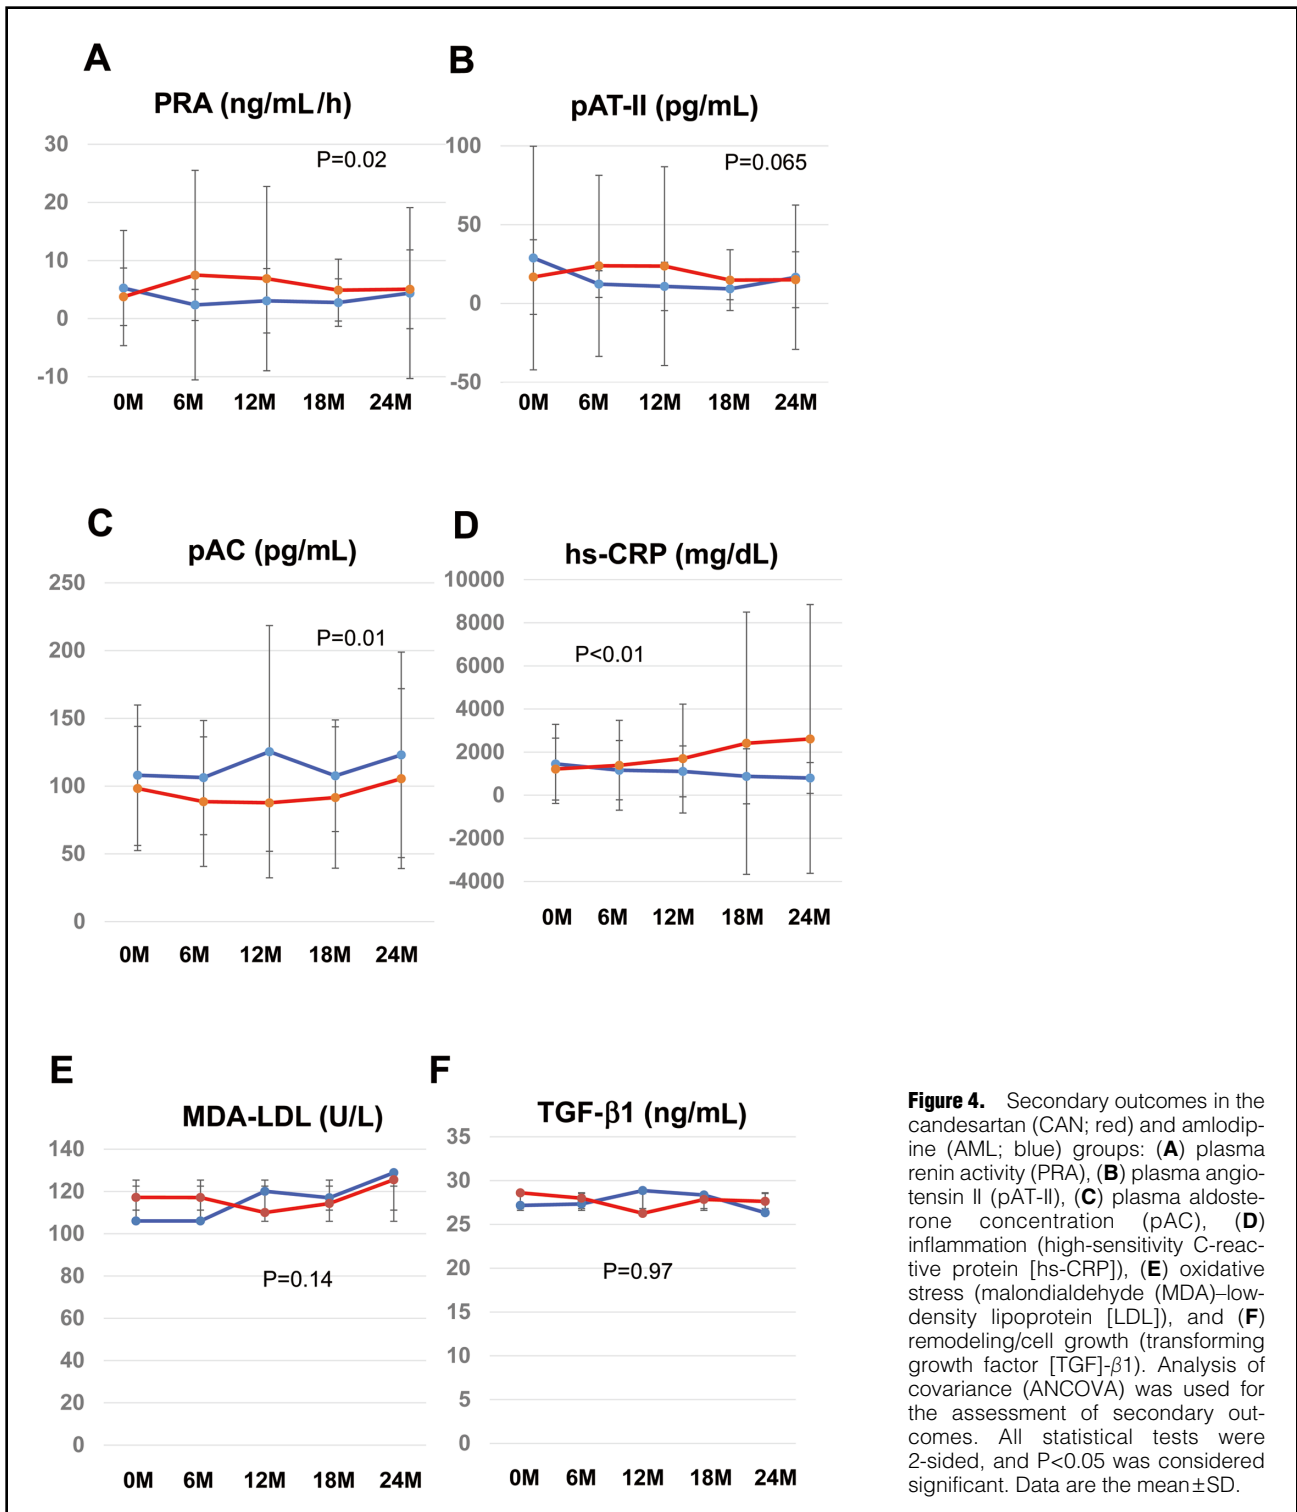 A
PRA (ng/mL/h)
30
20
10
0
-10
P=0.02
0M 6M 12M 18M 24M
B
pAT-II (pg/mL)
100
50
0
-50
P=0.065
0M 6M 12M 18M 24M
C
pAC (pg/mL)
250
200
150
100
50
0
P=0.01
0M 6M 12M 18M 24M
D
hs-CRP (mg/dL)
10000
8000
6000
4000
2000
0
-2000
-4000
P<0.01
0M 6M 12M 18M 24M
E
MDA-LDL (U/L)
140
120
100
80
60
40
20
0
P=0.14
0M 6M 12M 18M 24M
F
TGF-β1 (ng/mL)
35
30
25
20
15
10
5
0
P=0.97
0M 6M 12M 18M 24M
Figure 4. Secondary outcomes in the
candesartan (CAN; red) and amlodip-
ine (AML; blue) groups: (A) plasma
renin activity (PRA), (B) plasma angio-
tensin II (pAT-II), (C) plasma aldoste-
rone concentration (pAC), (D)
inflammation (high-sensitivity C-reac-
tive protein [hs-CRP]), (E) oxidative
stress (malondialdehyde (MDA)–low-
density lipoprotein [LDL]), and (F)
remodeling/cell growth (transforming
growth factor [TGF]-β1). Analysis of
covariance (ANCOVA) was used for
the assessment of secondary out-
comes. All statistical tests were
2-sided, and P<0.05 was considered
significant. Data are the mean±SD.